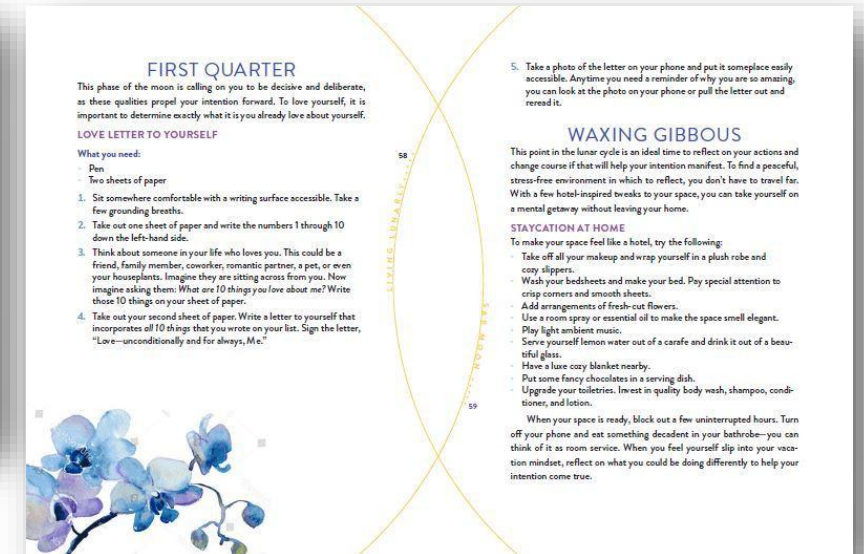 FIRST QUARTER
This phase of the moon is calling on you to be decisive and deliberate,
as these qualities propel your intention forward. To love yourself, it is
important to determine exactly what it is you already love about yourself.
LOVE LETTER TO YOURSELF
What you need:
· Pen
· Two sheets of paper
1. Sit somewhere comfortable with a writing surface accessible. Take a
few grounding breaths.
2. Take out one sheet of paper and write the numbers 1 through 10
down the left-hand side.
3. Think about someone in your life who loves you. This could be a
friend, family member, coworker, romantic partner, a pet, or even
your houseplants. Imagine they are sitting across from you. Now
imagine asking them: What are 10 things you love about me? Write
those 10 things on your sheet of paper.
4. Take out your second sheet of paper. Write a letter to yourself that
incorporates all 10 things that you wrote on your list. Sign the letter,
“Love—unconditionally and for always, Me.”
58
LIVING LUNARLY
5. Take a photo of the letter on your phone and put it someplace easily
accessible. Anytime you need a reminder of why you are so amazing,
you can look at the photo on your phone or pull the letter out and
reread it.
WAXING GIBBOUS
This point in the lunar cycle is an ideal time to reflect on your actions and
change course if that will help your intention manifest. To find a peaceful,
stress-free environment in which to reflect, you don’t have to travel far.
With a few hotel-inspired tweaks to your space, you can take yourself on
a mental getaway without leaving your home.
STAYCATION AT HOME
To make your space feel like a hotel, try the following:
· Take off all your makeup and wrap yourself in a plush robe and
cozy slippers.
· Wash your bedsheets and make your bed. Pay special attention to
crisp corners and smooth sheets.
· Add arrangements of fresh-cut flowers.
· Use a room spray or essential oil to make the space smell elegant.
· Play light ambient music.
· Serve yourself lemon water out of a carafe and drink it out of a beau-
tiful glass.
· Have a luxe cozy blanket nearby.
· Put some fancy chocolates in a serving dish.
· Upgrade your toiletries. Invest in quality body wash, shampoo, condi-
tioner, and lotion.
When your space is ready, block out a few uninterrupted hours. Turn
off your phone and eat something decadent in your bathrobe—you can
think of it as room service. When you feel yourself slip into your vaca-
tion mindset, reflect on what you could be doing differently to help your
intention come true.
MOON
59